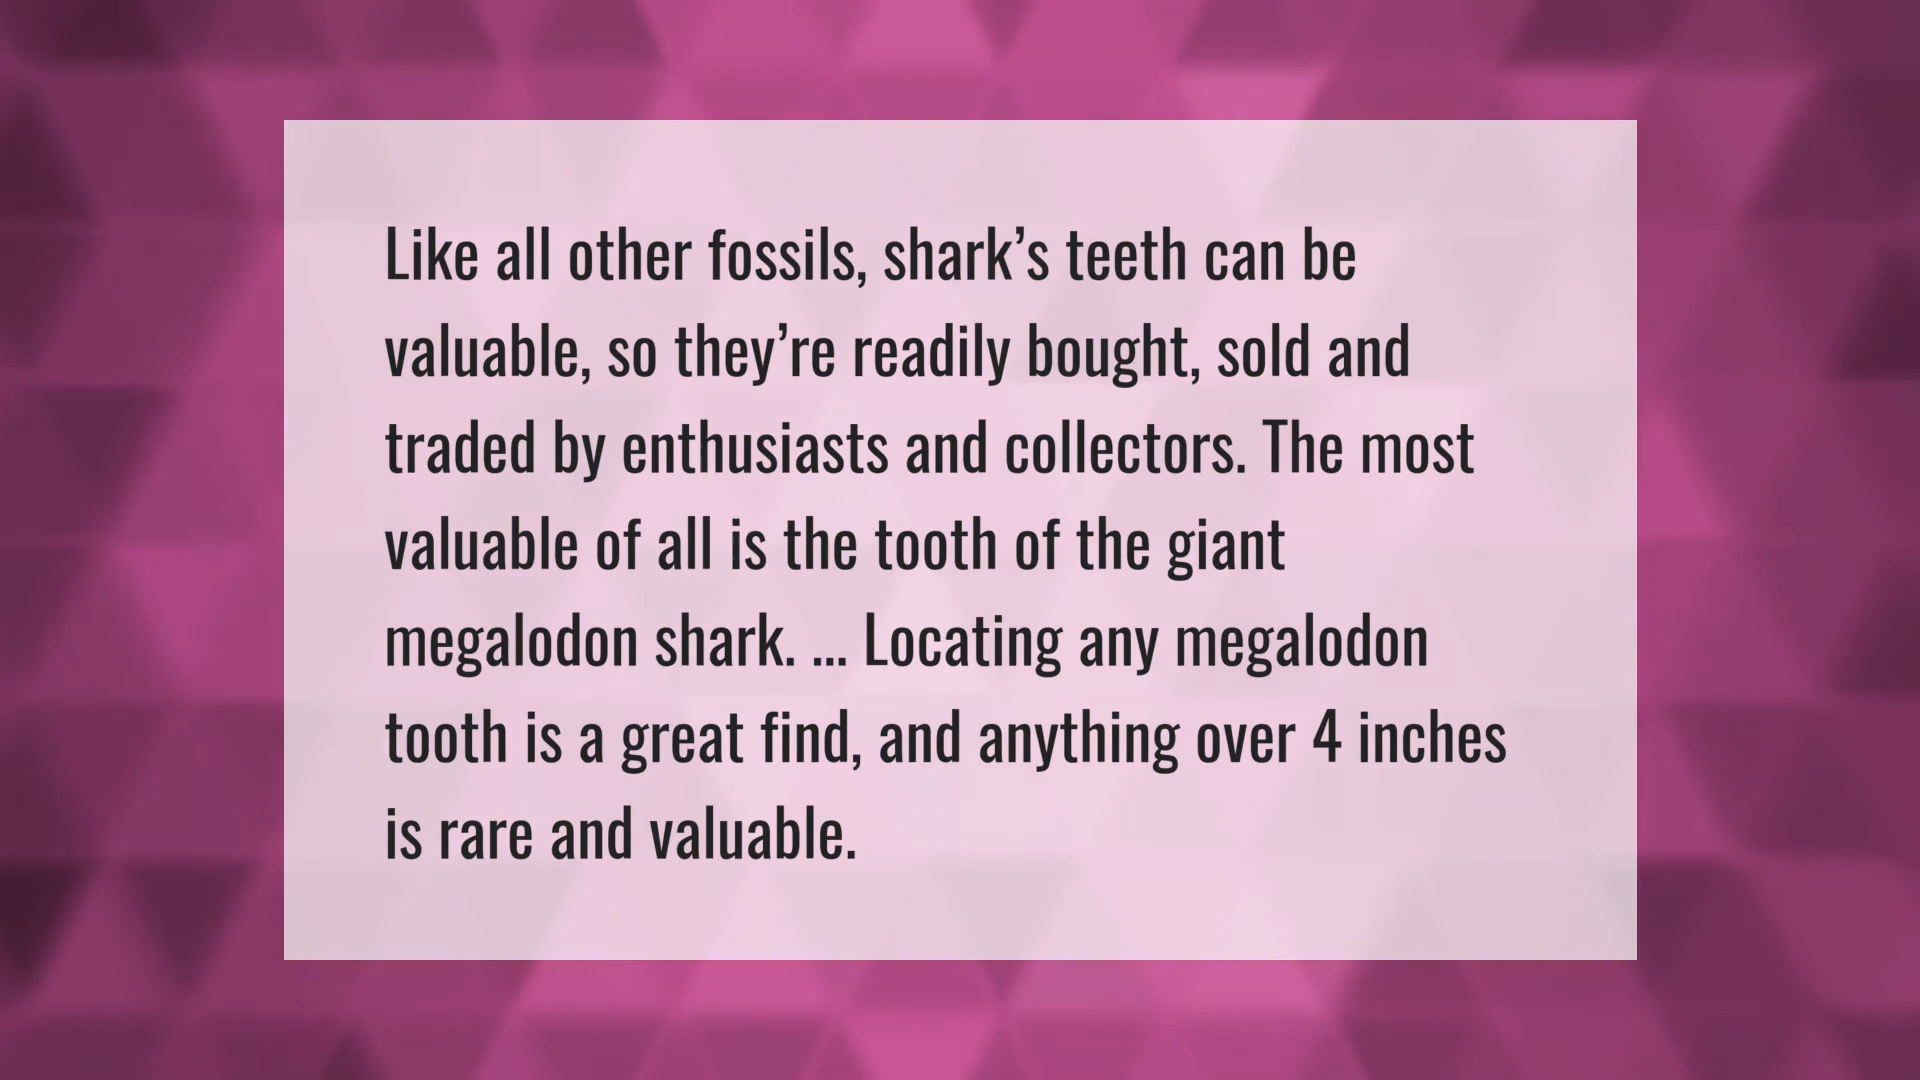 Like all other fossils, shark’s teeth can be
valuable, so they’re readily bought, sold and
traded by enthusiasts and collectors. The most
valuable of all is the tooth of the giant
megalodon shark. ... Locating any megalodon
tooth is a great find, and anything over 4 inches
is rare and valuable.